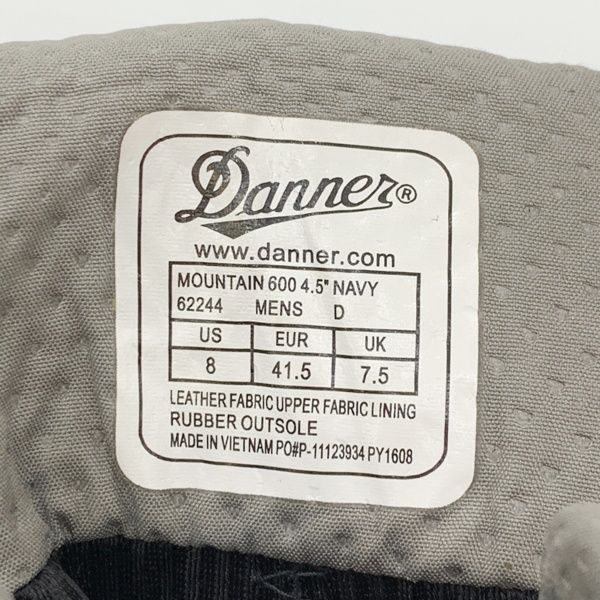 Danner®
www.danner.com
MOUNTAIN 600 4.5" NAVY
62244 MENS D
US EUR UK
8 41.5 7.5
LEATHER FABRIC UPPER FABRIC LINING
RUBBER OUTSOLE
MADE IN VIETNAM PO#P-11123934 PY1608